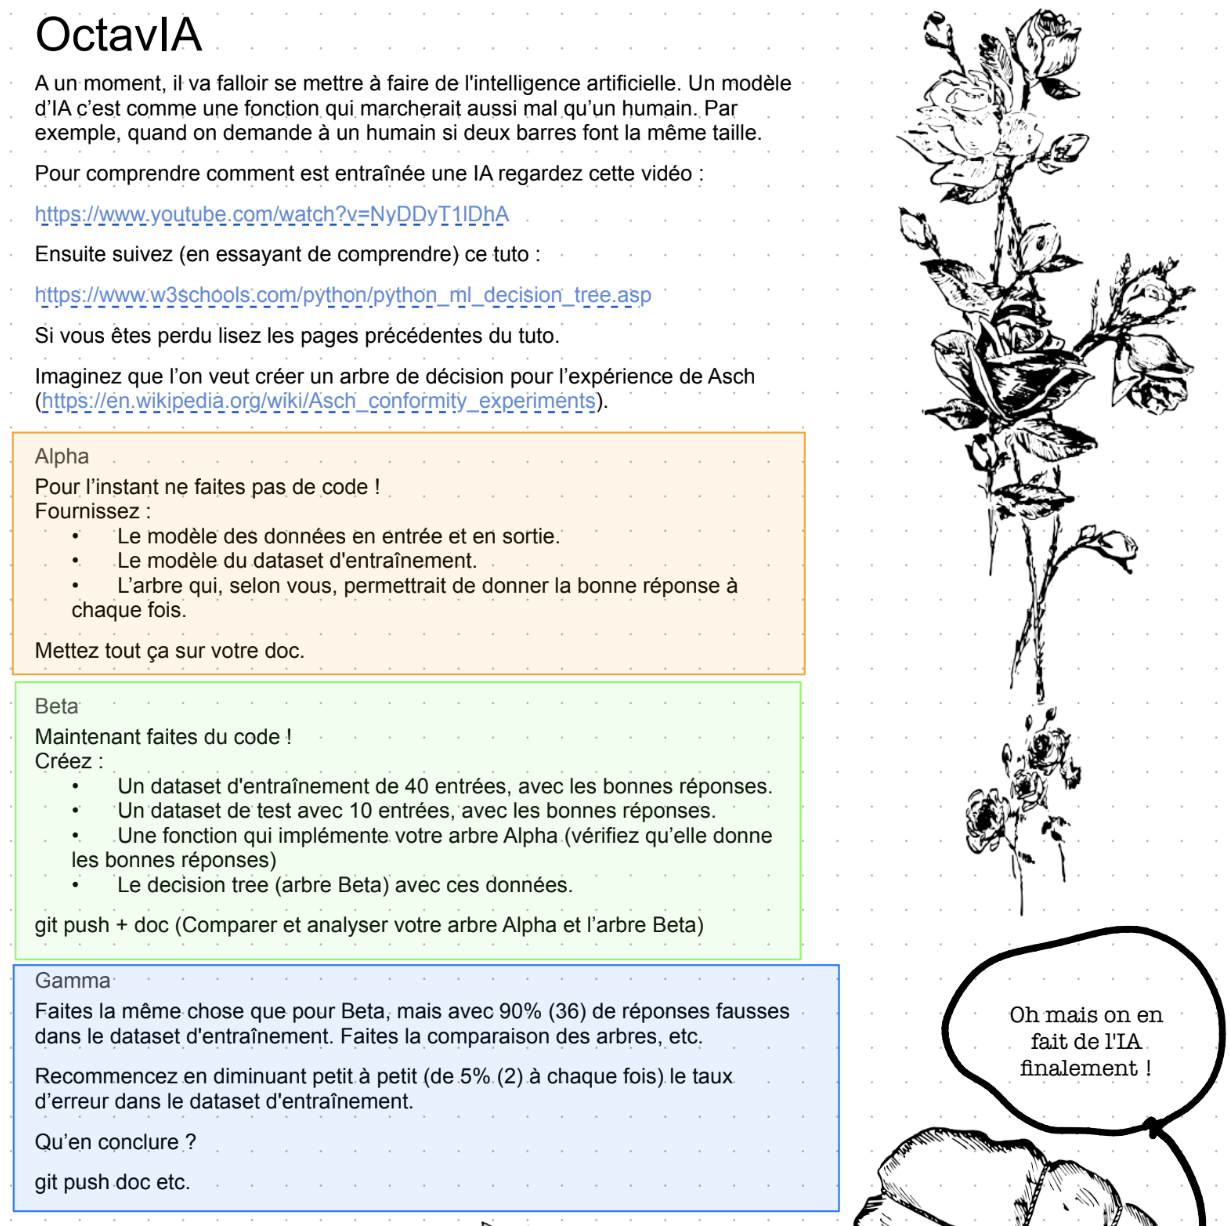 OctavIA
A un moment, il va falloir se mettre à faire de l'intelligence artificielle. Un modèle
d'IA c'est comme une fonction qui marcherait aussi mal qu'un humain. Par
exemple, quand on demande à un humain si deux barres font la même taille.
Pour comprendre comment est entraînée une IA regardez cette vidéo :
https://www.youtube.com/watch?v=NyDDyT1lDhA
Ensuite suivez (en essayant de comprendre) ce tuto :
https://www.w3schools.com/python/python_ml_decision_tree.asp
Si vous êtes perdu lisez les pages précédentes du tuto.
Imaginez que l'on veut créer un arbre de décision pour l'expérience de Asch
(https://en.wikipedia.org/wiki/Asch_conformity_experiments).
Alpha
Pour l'instant ne faites pas de code !
Fournissez :
• Le modèle des données en entrée et en sortie.
• Le modèle du dataset d'entraînement.
• L'arbre qui, selon vous, permettrait de donner la bonne réponse à
chaque fois.
Mettez tout ça sur votre doc.
Beta
Maintenant faites du code !
Créez :
• Un dataset d'entraînement de 40 entrées, avec les bonnes réponses.
• Un dataset de test avec 10 entrées, avec les bonnes réponses.
• Une fonction qui implémente votre arbre Alpha (vérifiez qu'elle donne
les bonnes réponses)
• Le decision tree (arbre Beta) avec ces données.
git push + doc (Comparer et analyser votre arbre Alpha et l'arbre Beta)
Gamma
Faites la même chose que pour Beta, mais avec 90% (36) de réponses fausses
dans le dataset d'entraînement. Faites la comparaison des arbres, etc.
Recommencez en diminuant petit à petit (de 5% (2) à chaque fois) le taux
d'erreur dans le dataset d'entraînement.
Qu'en conclure ?
git push doc etc.
Oh mais on en
fait de l'IA
finalement !